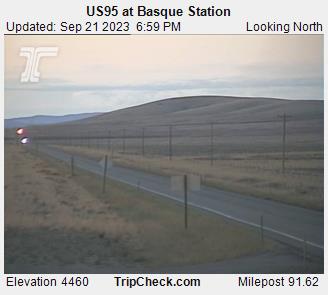 US95 at Basque Station
Updated: Sep 21 2023 6:59 PM Looking North
Elevation 4460 TripCheck.com Milepost 91.62